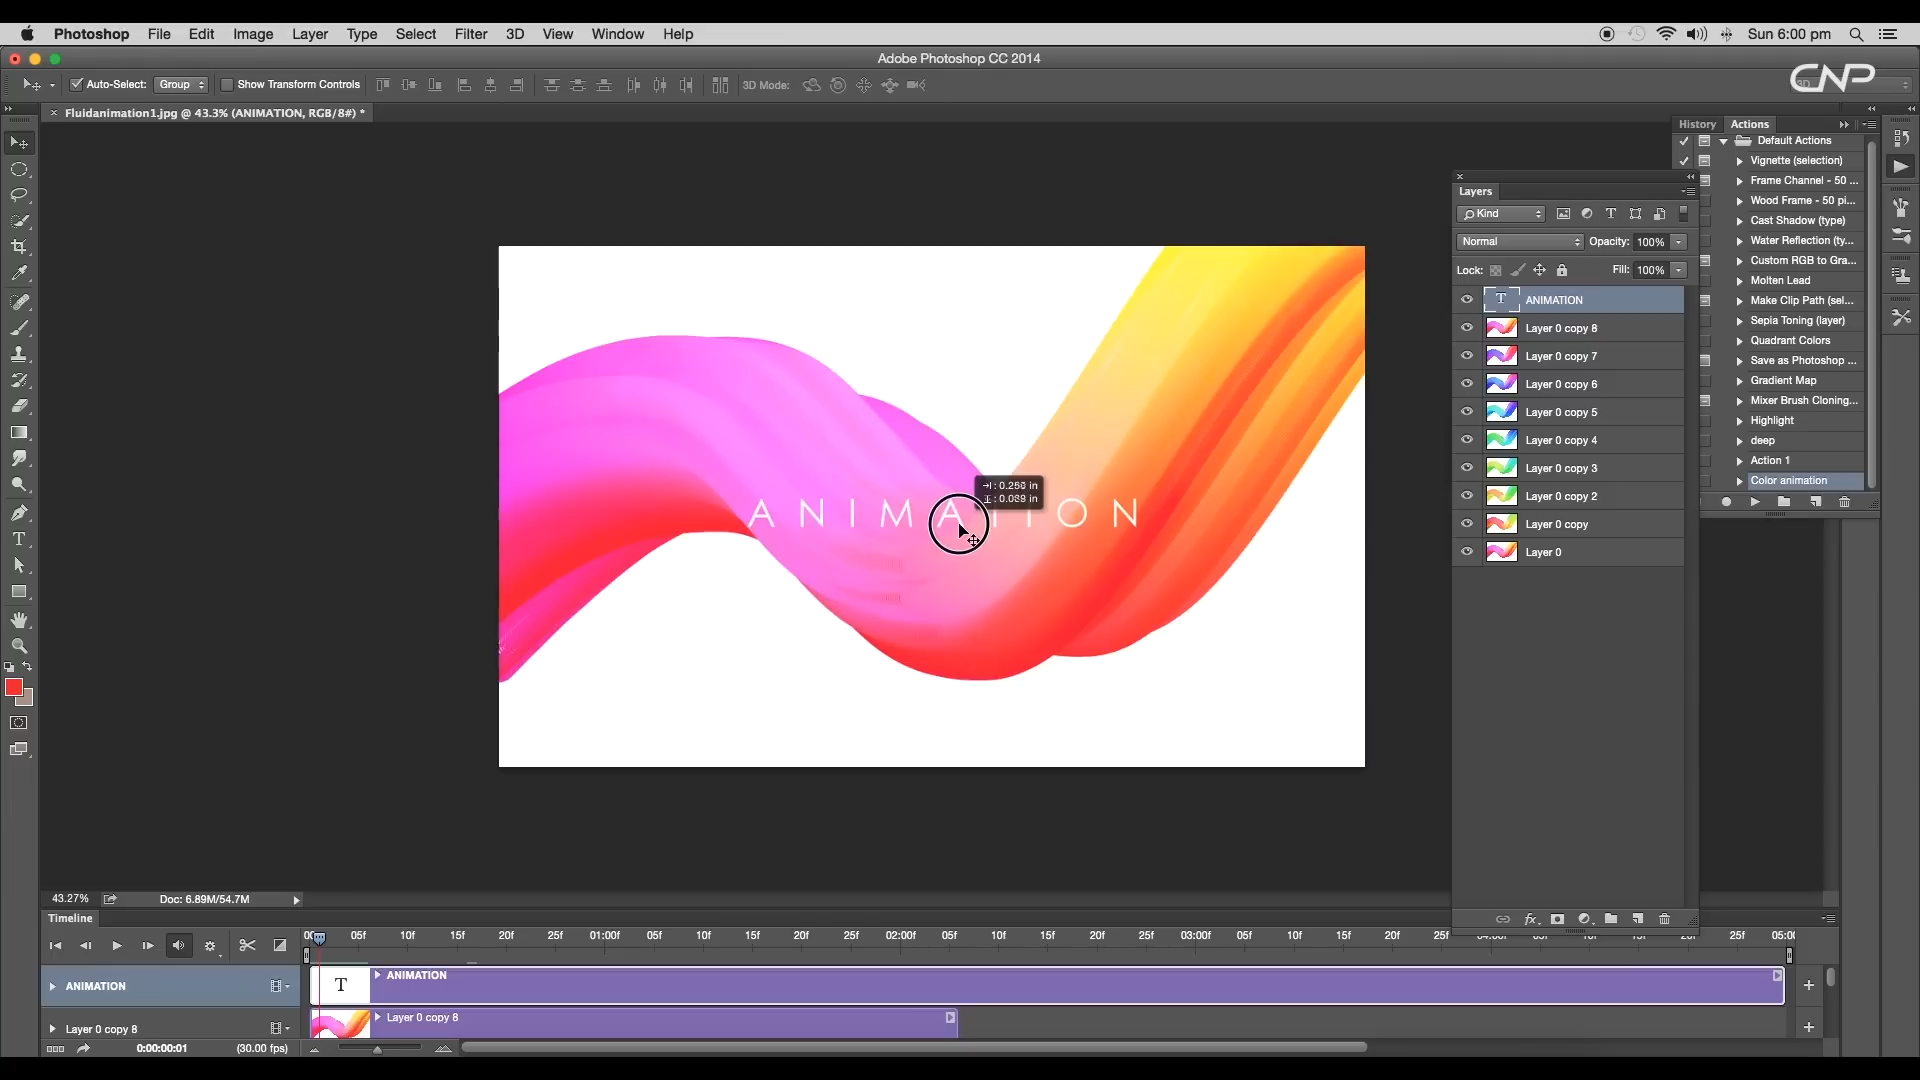 Photoshop File Edit Image Layer Type Select Filter 3D View Window Help
Sun 6:00 pm
Adobe Photoshop CC 2014
Auto-Select: Group Show Transform Controls 3D Mode:
CNP
Fluidanimation1.jpg @ 43.3% (ANIMATION, RGB/8#) *
History Actions
Default Actions
Vignette (selection)
Frame Channel - 50 ...
Wood Frame - 50 pi...
Cast Shadow (type)
Water Reflection (ty...
Custom RGB to Gra...
Molten Lead
Make Clip Path (sel...
Sepia Toning (layer)
Quadrant Colors
Save as Photoshop ...
Gradient Map
Mixer Brush Cloning...
Highlight
deep
Action 1
Color animation
Layers
Kind
Normal Opacity: 100%
Lock: Fill: 100%
T ANIMATION
Layer 0 copy 8
Layer 0 copy 7
Layer 0 copy 6
Layer 0 copy 5
Layer 0 copy 4
Layer 0 copy 3
Layer 0 copy 2
Layer 0 copy
Layer 0
: 0.256 in
: 0.039 in
ANIMATION
43.27% Doc: 6.89M/54.7M
Timeline
05f 10f 15f 20f 25f 01:00f 05f 10f 15f 20f 25f 02:00f 05f 10f 15f 20f 25f 03:00f 05f 10f 15f 20f 25f 25f 05:00
ANIMATION T ANIMATION
Layer 0 copy 8 Layer 0 copy 8
0:00:00:01 (30.00 fps)